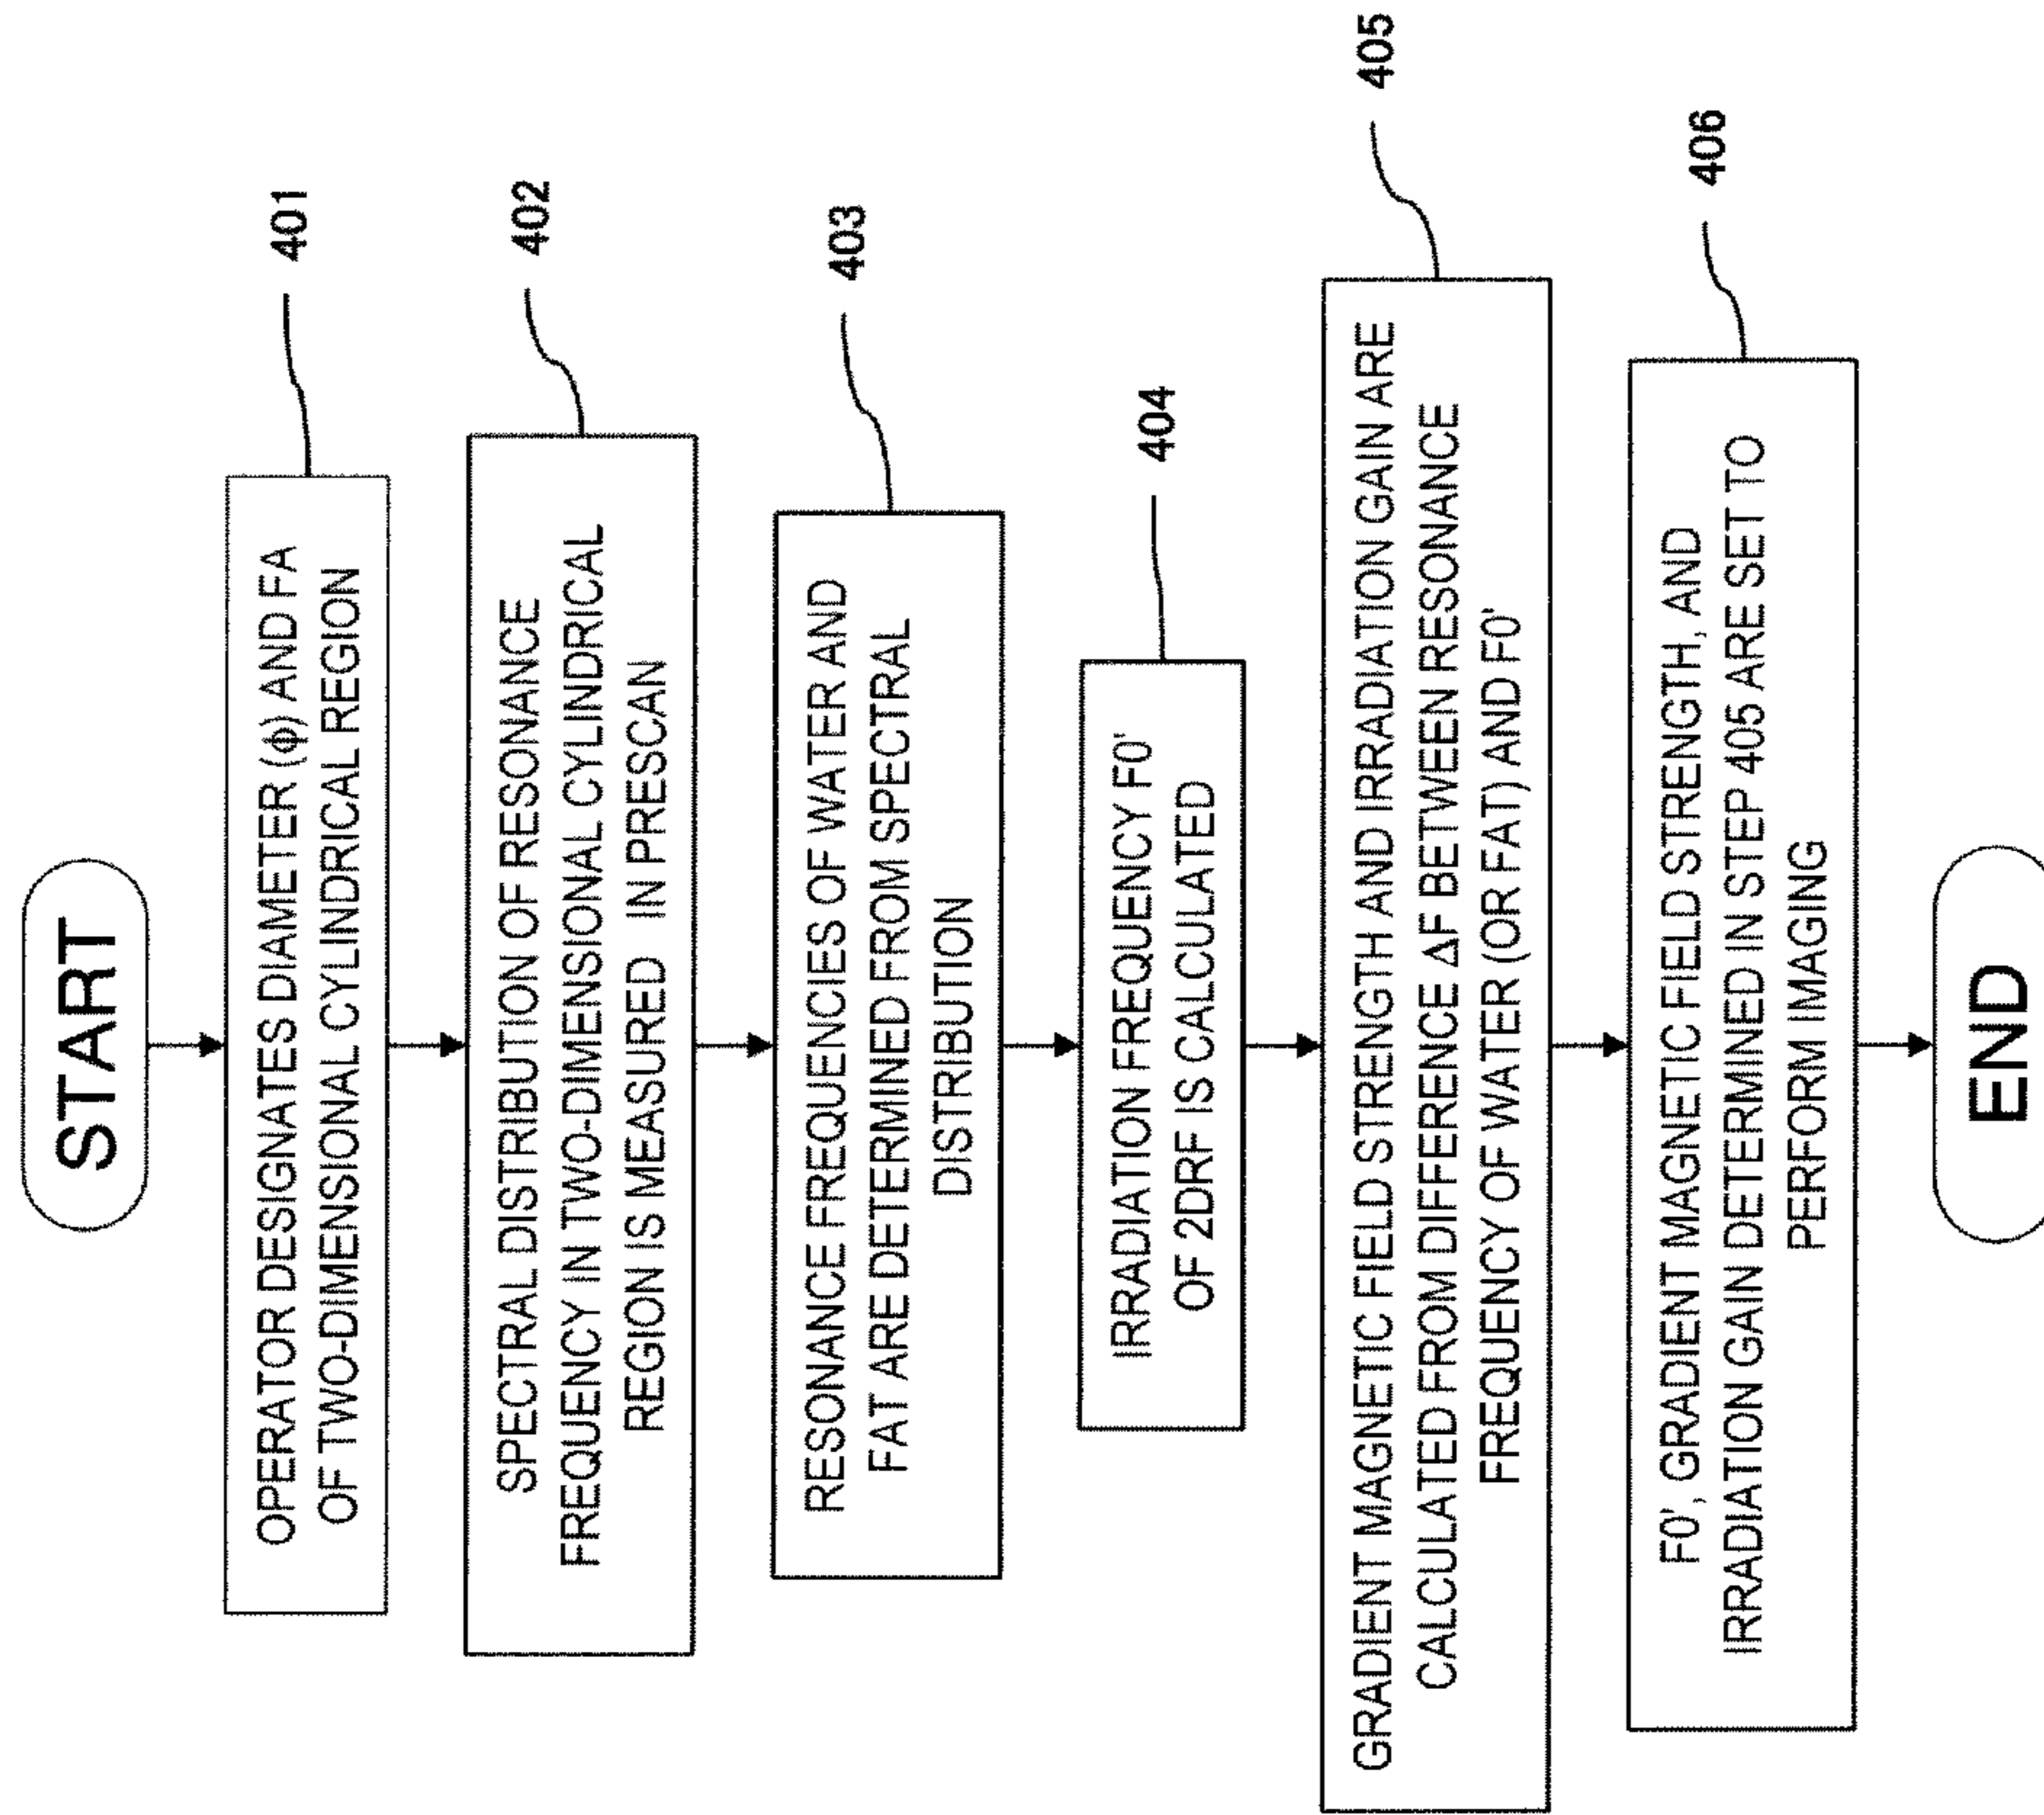 START
OPERATOR DESIGNATES DIAMETER (ϕ) AND FA
OF TWO-DIMENSIONAL CYLINDRICAL REGION
401
SPECTRAL DISTRIBUTION OF RESONANCE
FREQUENCY IN TWO-DIMENSIONAL CYLINDRICAL
REGION IS MEASURED IN PRESCAN
402
RESONANCE FREQUENCIES OF WATER AND
FAT ARE DETERMINED FROM SPECTRAL
DISTRIBUTION
403
IRRADIATION FREQUENCY F0'
OF 2DRF IS CALCULATED
404
GRADIENT MAGNETIC FIELD STRENGTH AND IRRADIATION GAIN ARE
CALCULATED FROM DIFFERENCE ΔF BETWEEN RESONANCE
FREQUENCY OF WATER (OR FAT) AND F0'
405
F0', GRADIENT MAGNETIC FIELD STRENGTH, AND
IRRADIATION GAIN DETERMINED IN STEP 405 ARE SET TO
PERFORM IMAGING
406
END